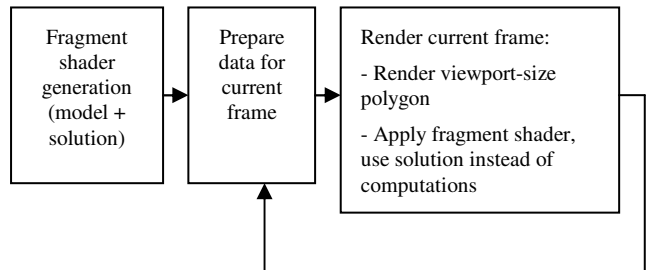 Fragment
shader
generation
(model +
solution)
Prepare
data for
current
frame
Render current frame:
- Render viewport-size
polygon
- Apply fragment shader,
use solution instead of
computations